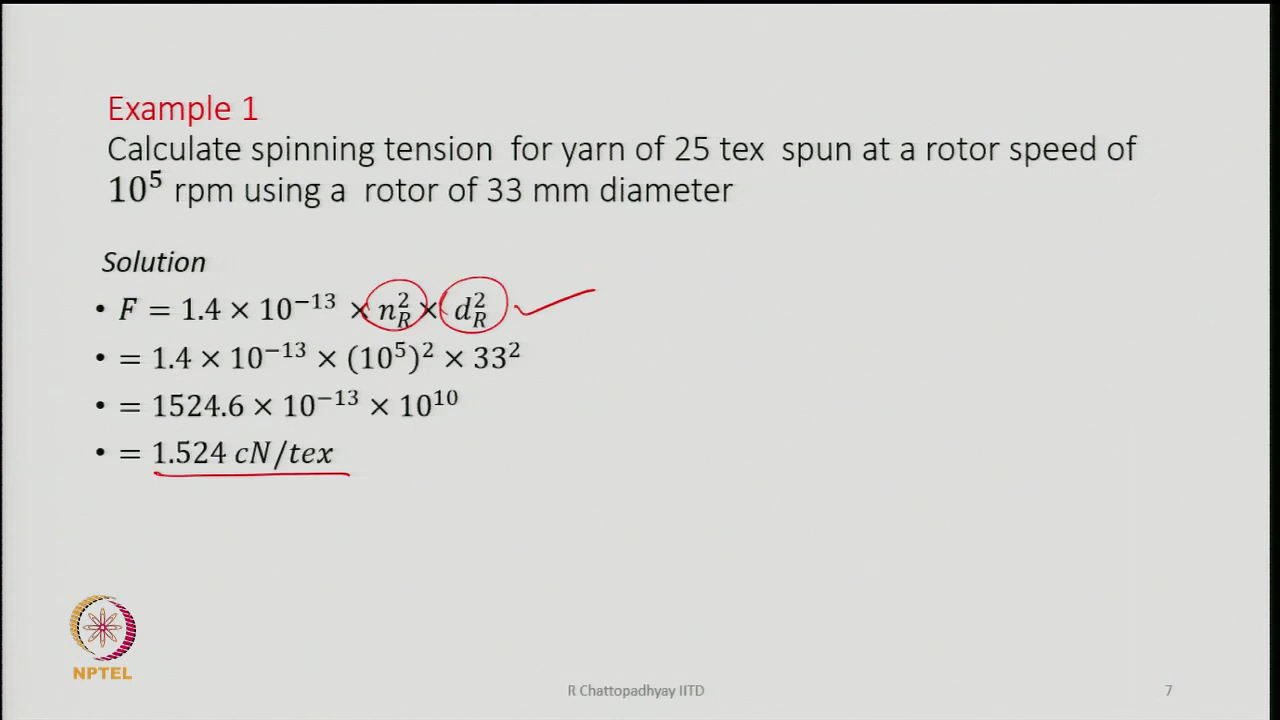 Example 1
Calculate spinning tension for yarn of 25 tex spun at a rotor speed of
10⁵ rpm using a rotor of 33 mm diameter
Solution
• F = 1.4 × 10⁻¹³ × n_R² × d_R²
• = 1.4 × 10⁻¹³ × (10⁵)² × 33²
• = 1524.6 × 10⁻¹³ × 10¹⁰
• = 1.524 cN/tex
NPTEL
R Chattopadhyay IITD
7